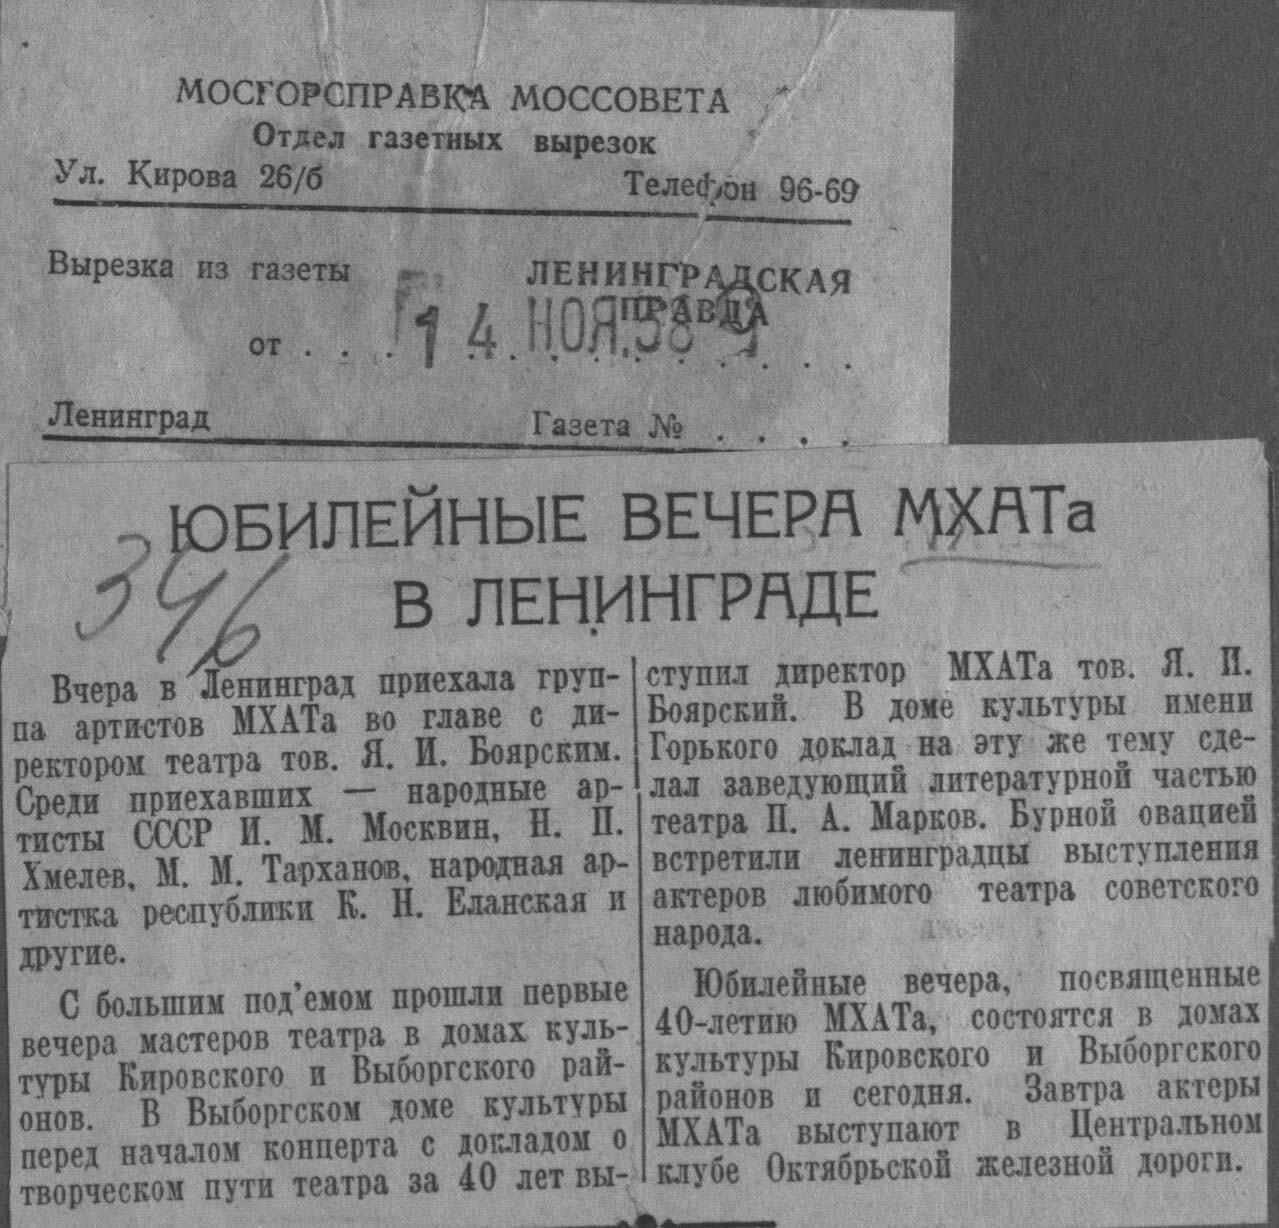 МОСГОРСПРАВКА МОССОВЕТА
Отдел газетных вырезок
Ул. Кирова 26/б Телефон 96-69
Вырезка из газеты ЛЕНИНГРАДСКАЯ
ПРАВДА
от . . . . 14 НОЯ.38 . . . .
Ленинград Газета № . . . .
ЮБИЛЕЙНЫЕ ВЕЧЕРА МХАТа
В ЛЕНИНГРАДЕ
396
Вчера в Ленинград приехала груп-
па артистов МХАТа во главе с ди-
ректором театра тов. Я. И. Боярским.
Среди приехавших — народные ар-
тисты СССР И. М. Москвин, Н. П.
Хмелев, М. М. Тарханов, народная ар-
тистка республики К. Н. Еланская и
другие.
С большим под'емом прошли первые
вечера мастеров театра в домах куль-
туры Кировского и Выборгского рай-
онов. В Выборгском доме культуры
перед началом концерта с докладом о
творческом пути театра за 40 лет вы-
ступил директор МХАТа тов. Я. И.
Боярский. В доме культуры имени
Горького доклад на эту же тему сде-
лал заведующий литературной частью
театра П. А. Марков. Бурной овацией
встретили ленинградцы выступления
актеров любимого театра советского
народа.
Юбилейные вечера, посвященные
40-летию МХАТа, состоятся в домах
культуры Кировского и Выборгского
районов и сегодня. Завтра актеры
МХАТа выступают в Центральном
клубе Октябрьской железной дороги.